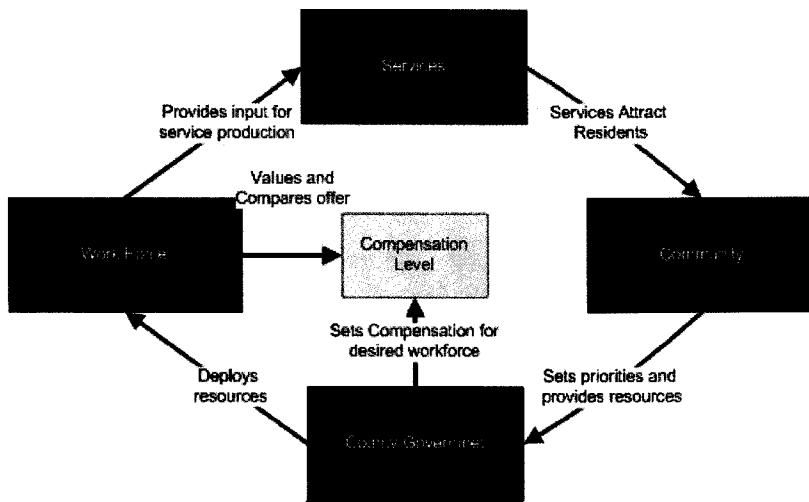 Services
Provides input for
service production
Services Attract
Residents
Values and
Compares offer
Work Force
Compensation
Level
Community
Sets Compensation for
desired workforce
Deploys
resources
Sets priorities and
provides resources
County